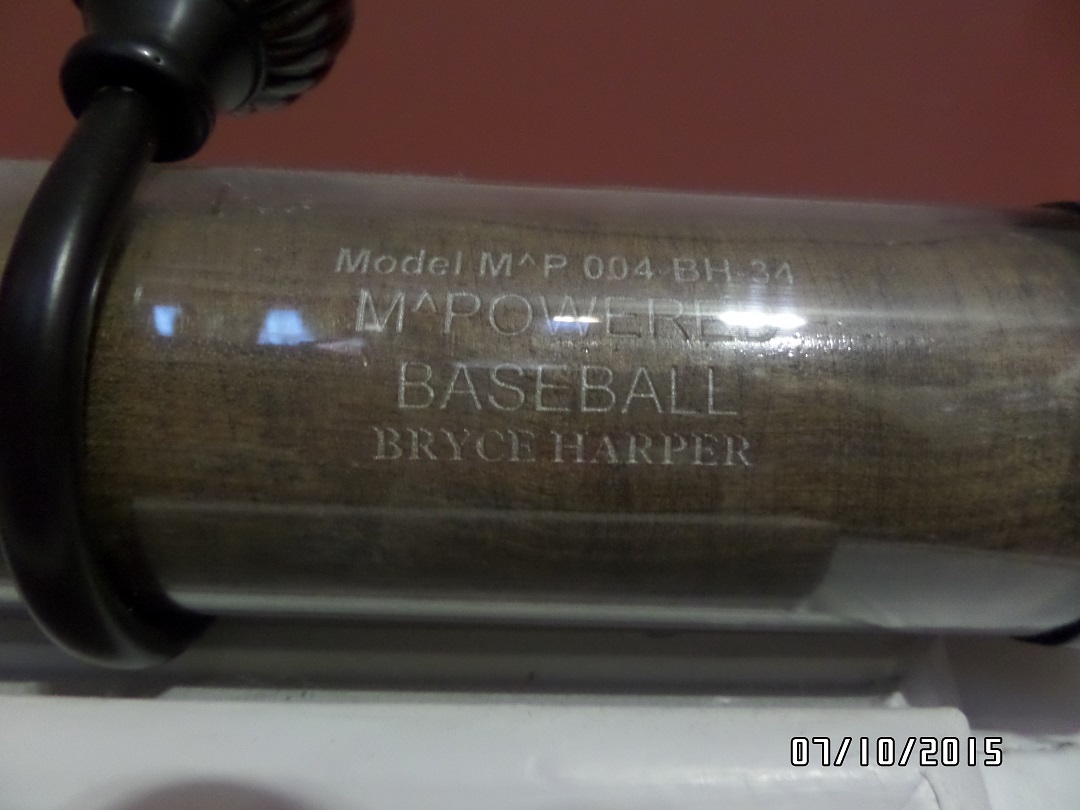 Model M^P 004-BH-34
M^POWERED
BASEBALL
BRYCE HARPER
07/10/2015